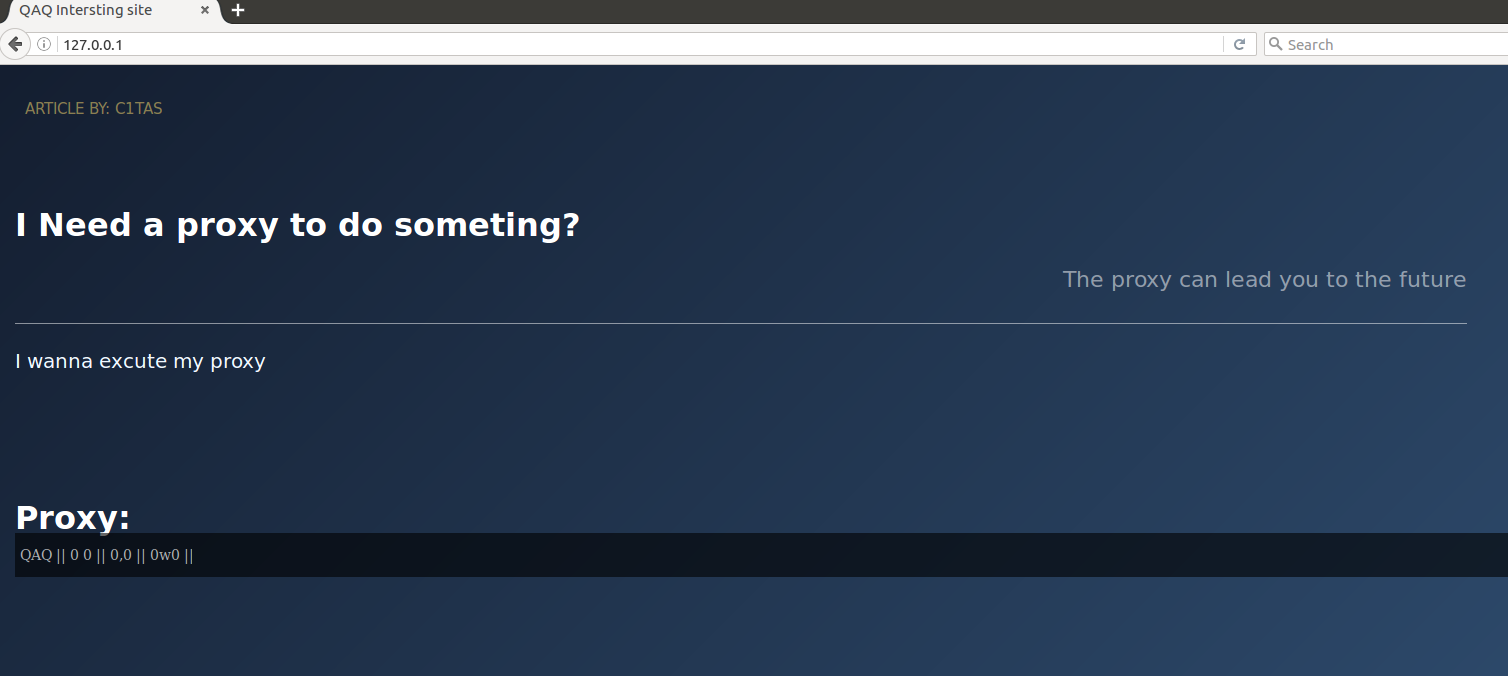 QAQ Intersting site
127.0.0.1
Search
ARTICLE BY: C1TAS
I Need a proxy to do someting?
The proxy can lead you to the future
I wanna excute my proxy
Proxy:
QAQ || 0 0 || 0,0 || 0w0 ||